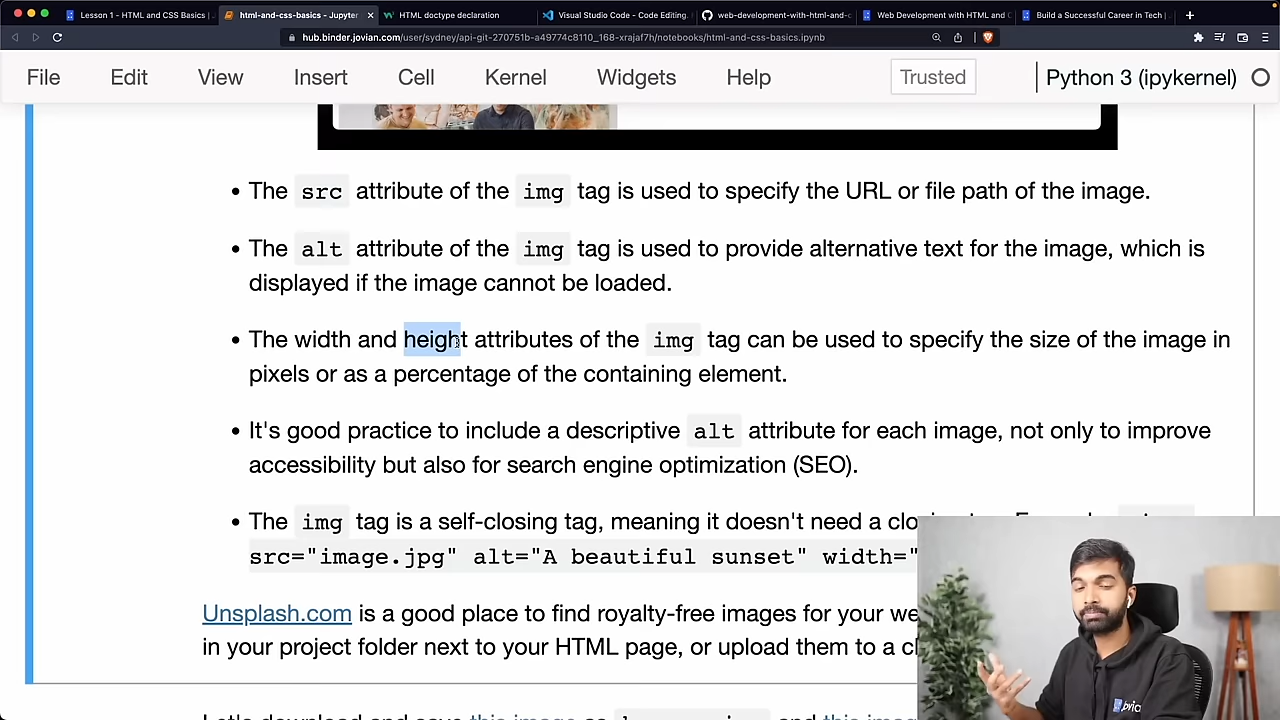 Lesson 1 - HTML and CSS Basics |
html-and-css-basics - Jupyter
HTML doctype declaration
Visual Studio Code - Code Editing.
web-development-with-html-and-c
Web Development with HTML and C
Build a Successful Career in Tech |
hub.binder.jovian.com/user/sydney/api-git-270751b-a49774c8110_168-xrajaf7h/notebooks/html-and-css-basics.ipynb
File Edit View Insert Cell Kernel Widgets Help Trusted Python 3 (ipykernel)
• The src attribute of the img tag is used to specify the URL or file path of the image.
• The alt attribute of the img tag is used to provide alternative text for the image, which is
displayed if the image cannot be loaded.
• The width and height attributes of the img tag can be used to specify the size of the image in
pixels or as a percentage of the containing element.
• It's good practice to include a descriptive alt attribute for each image, not only to improve
accessibility but also for search engine optimization (SEO).
• The img tag is a self-closing tag, meaning it doesn't need a
src="image.jpg" alt="A beautiful sunset" width="
Unsplash.com is a good place to find royalty-free images for your
in your project folder next to your HTML page, or upload them to a
Let's download and save this image as and this